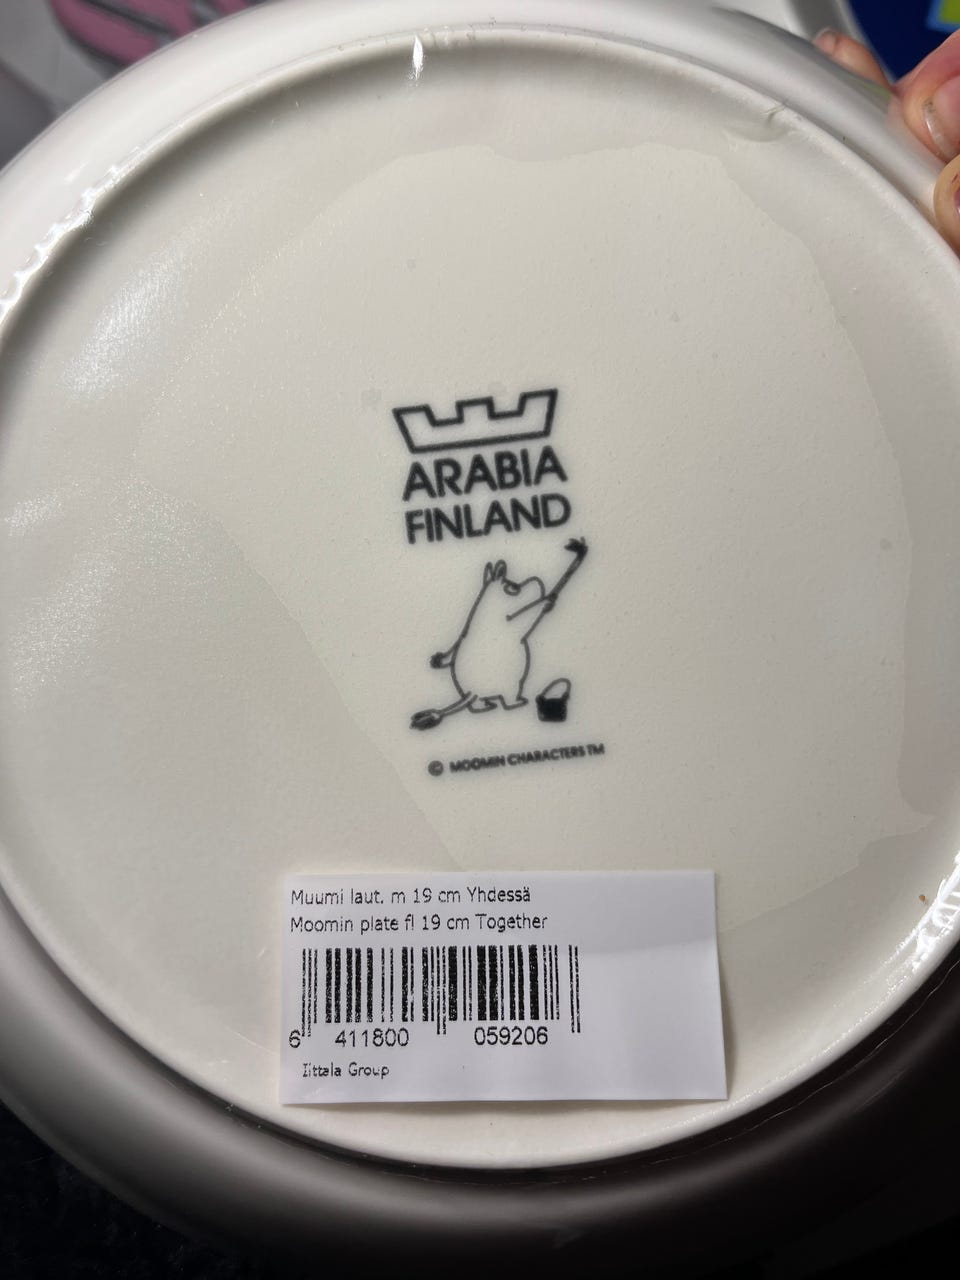 ARABIA
FINLAND
© MOOMIN CHARACTERS TM
Muumi laut. m 19 cm Yhdessä
Moomin plate fl 19 cm Together
6 411800 059206
Iittala Group